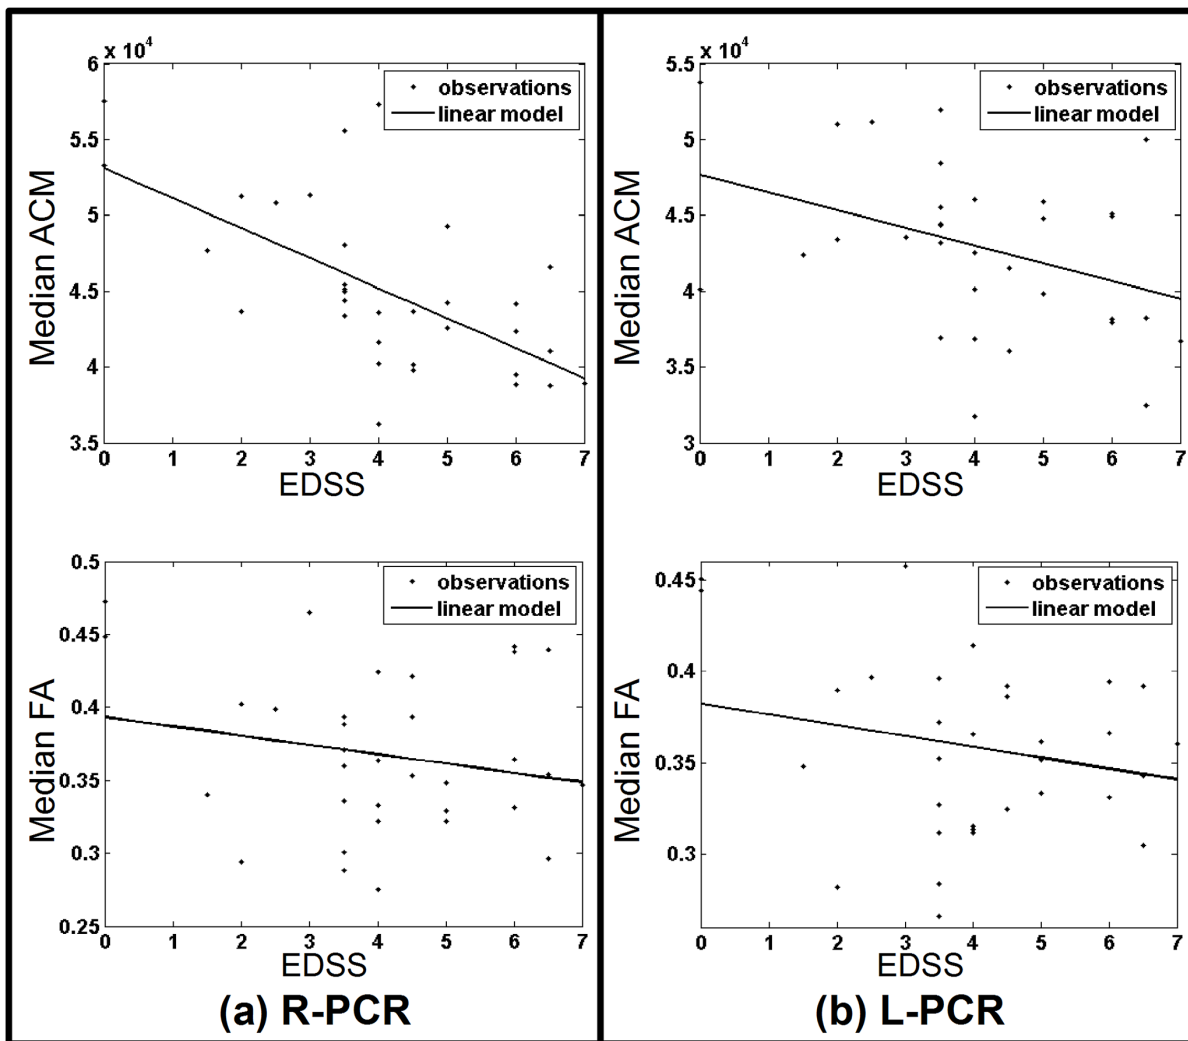 x 10⁴
6
5.5
5
4.5
4
3.5
0 1 2 3 4 5 6 7
Median ACM
EDSS
observations
linear model
x 10⁴
5.5
5
4.5
4
3.5
3
0 1 2 3 4 5 6 7
Median ACM
EDSS
observations
linear model
0.5
0.45
0.4
0.35
0.3
0.25
0 1 2 3 4 5 6 7
Median FA
EDSS
observations
linear model
0.45
0.4
0.35
0.3
0 1 2 3 4 5 6 7
Median FA
EDSS
observations
linear model
(a) R-PCR
(b) L-PCR